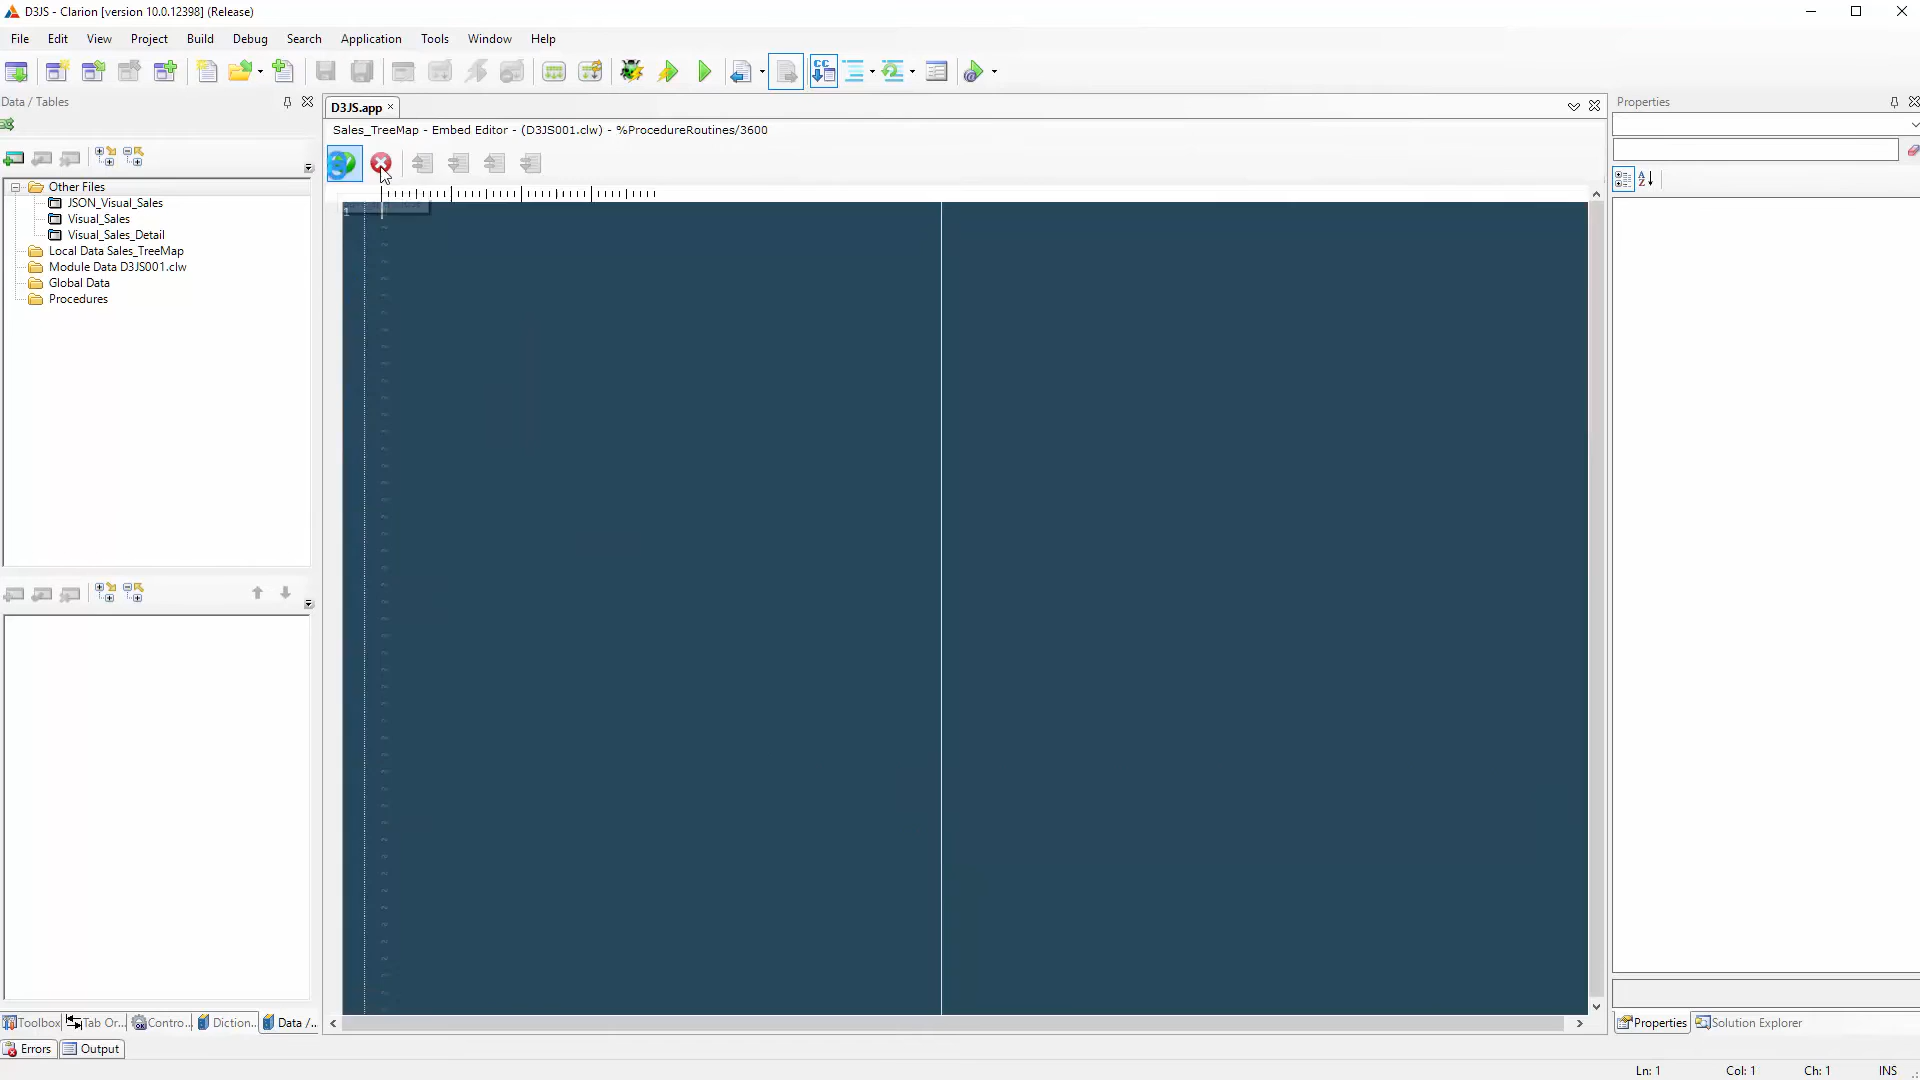 D3JS - Clarion [version 10.0.12398] (Release)
File Edit View Project Build Debug Search Application Tools Window Help
CC
Data / Tables
D3JS.app
Properties
Sales_TreeMap - Embed Editor - (D3JS001.clw) - %ProcedureRoutines/3600
Other Files
JSON_Visual_Sales
Visual_Sales
Visual_Sales_Detail
Local Data Sales_TreeMap
Module Data D3JS001.clw
Global Data
Procedures
1
Toolbox Tab Or... Contro... Diction... Data /...
Properties Solution Explorer
Errors Output
Ln: 1 Col: 1 Ch: 1 INS